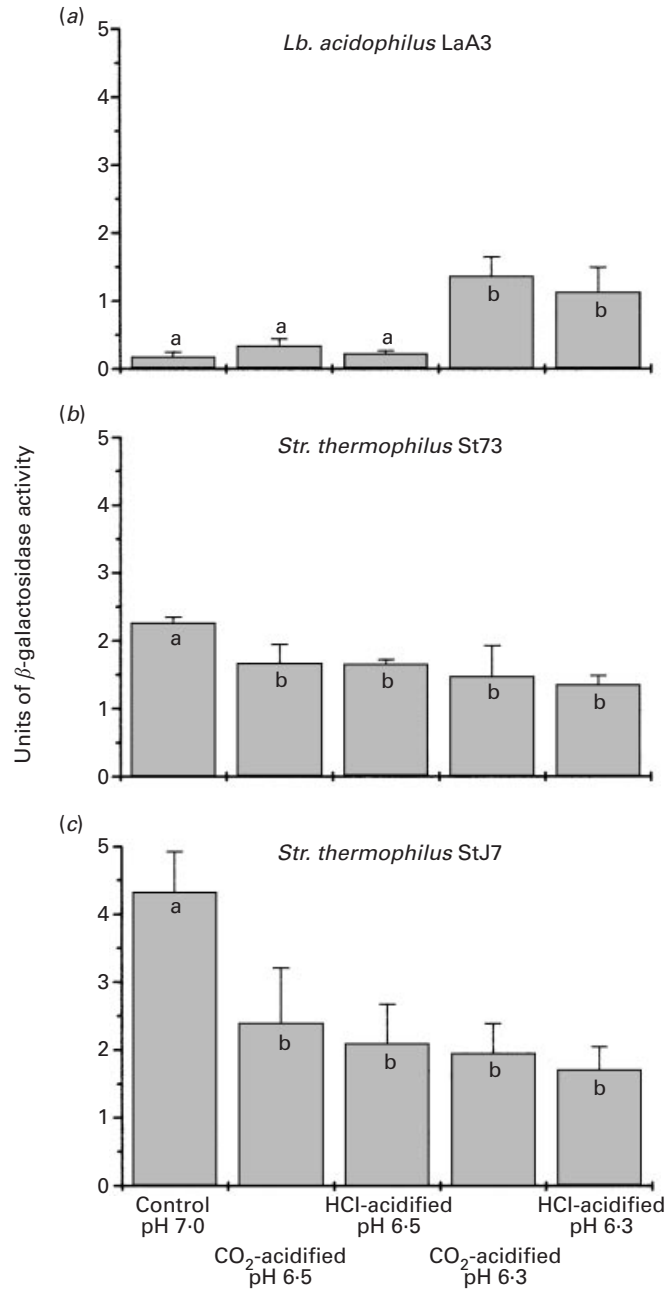 (a)
Lb. acidophilus LaA3
5
4
3
2
1
0
a
a
a
b
b
(b)
Str. thermophilus St73
5
4
3
2
1
0
a
b
b
b
b
Units of β-galactosidase activity
(c)
Str. thermophilus StJ7
5
4
3
2
1
0
a
b
b
b
b
Control
pH 7·0
CO₂-acidified
pH 6·5
HCl-acidified
pH 6·5
CO₂-acidified
pH 6·3
HCl-acidified
pH 6·3